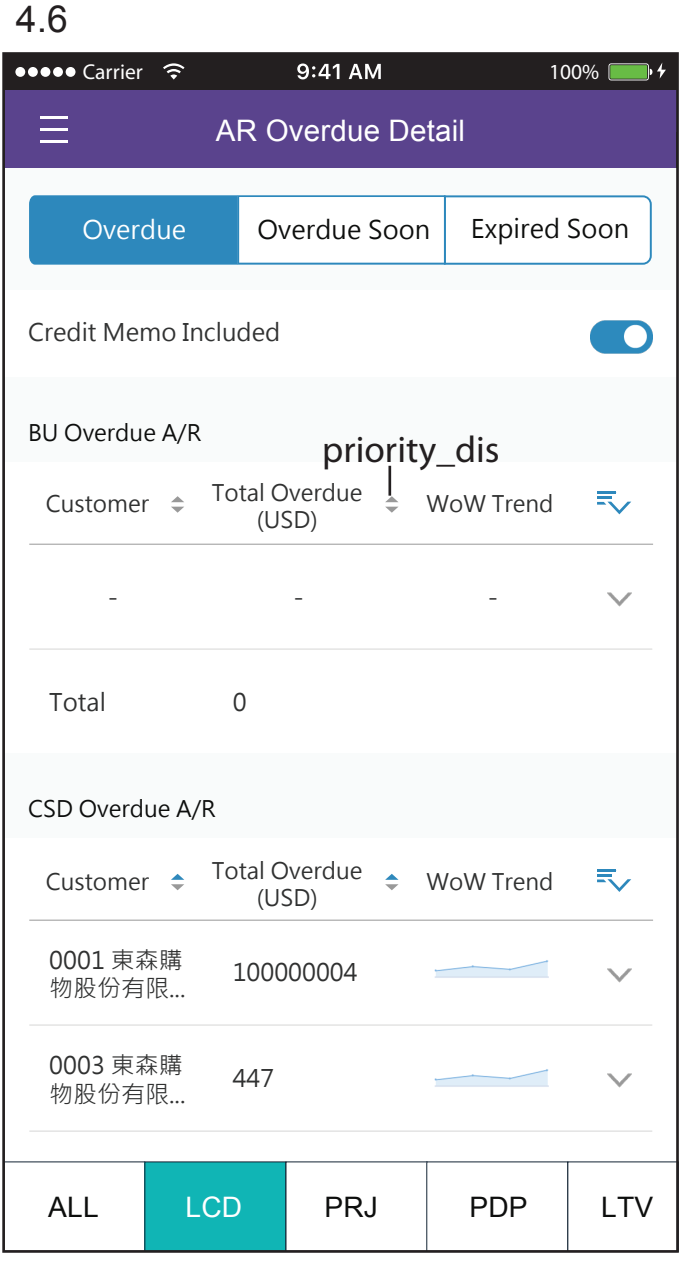 4.6
Carrier 9:41 AM 100%
AR Overdue Detail
Overdue Overdue Soon Expired Soon
Credit Memo Included
BU Overdue A/R
priority_dis
Customer Total Overdue WoW Trend
(USD)
- - -
Total 0
CSD Overdue A/R
Customer Total Overdue WoW Trend
(USD)
0001 東森購 100000004
物股份有限...
0003 東森購 447
物股份有限...
ALL LCD PRJ PDP LTV